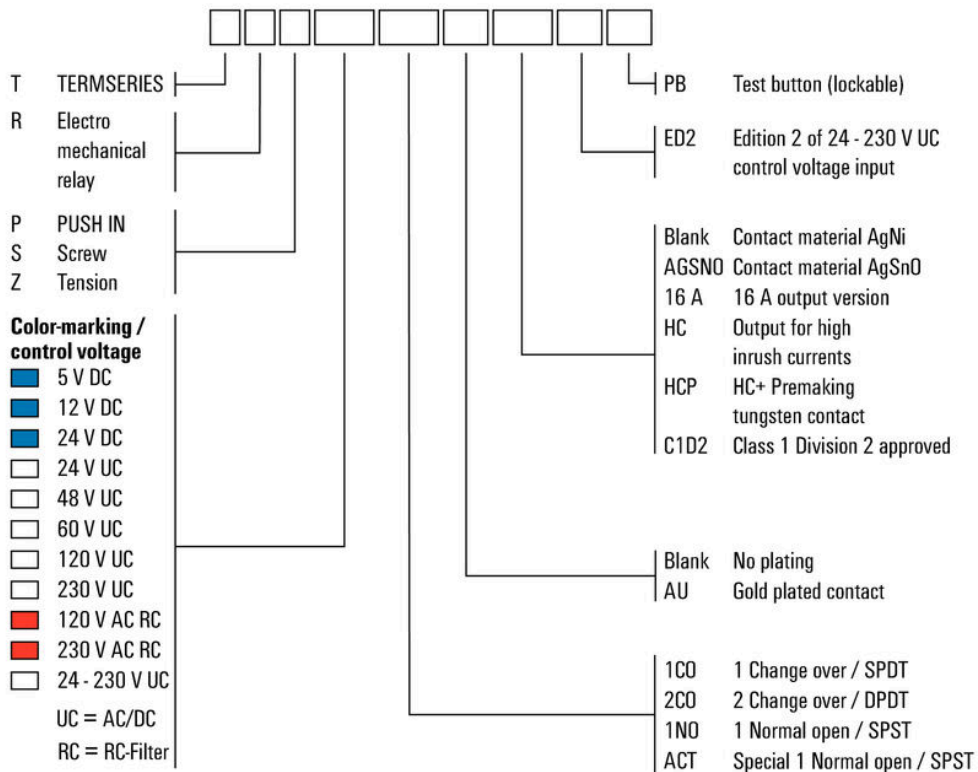 T TERMSERIES
R Electro
mechanical
relay
P PUSH IN
S Screw
Z Tension
Color-marking /
control voltage
5 V DC
12 V DC
24 V DC
24 V UC
48 V UC
60 V UC
120 V UC
230 V UC
120 V AC RC
230 V AC RC
24 - 230 V UC
UC = AC/DC
RC = RC-Filter
PB Test button (lockable)
ED2 Edition 2 of 24 - 230 V UC
control voltage input
Blank Contact material AgNi
AGSNO Contact material AgSnO
16 A 16 A output version
HC Output for high
inrush currents
HCP HC+ Premaking
tungsten contact
C1D2 Class 1 Division 2 approved
Blank No plating
AU Gold plated contact
1CO 1 Change over / SPDT
2CO 2 Change over / DPDT
1NO 1 Normal open / SPST
ACT Special 1 Normal open / SPST